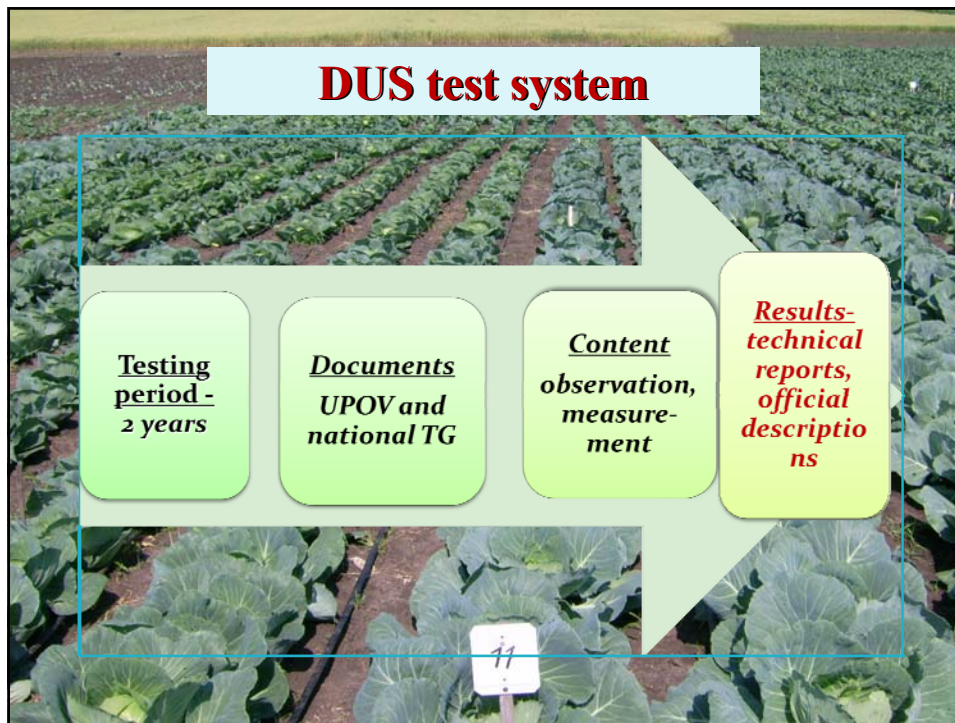 DUS test system
Testing
period -
2 years
Documents
UPOV and
national TG
Content
observation,
measure-
ment
Results-
technical
reports,
official
descriptio
ns
11